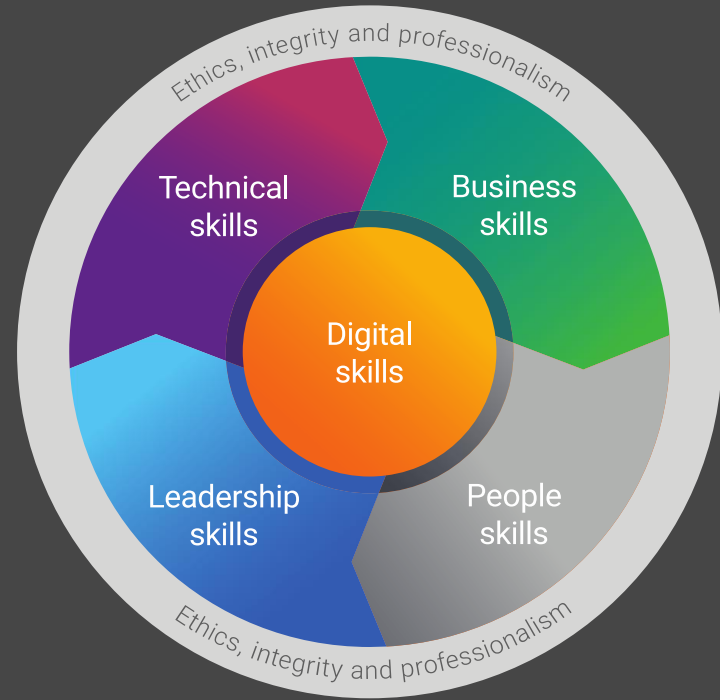 Ethics, integrity and professionalism
Technical
skills
Business
skills
Digital
skills
Leadership
skills
People
skills
Ethics, integrity and professionalism